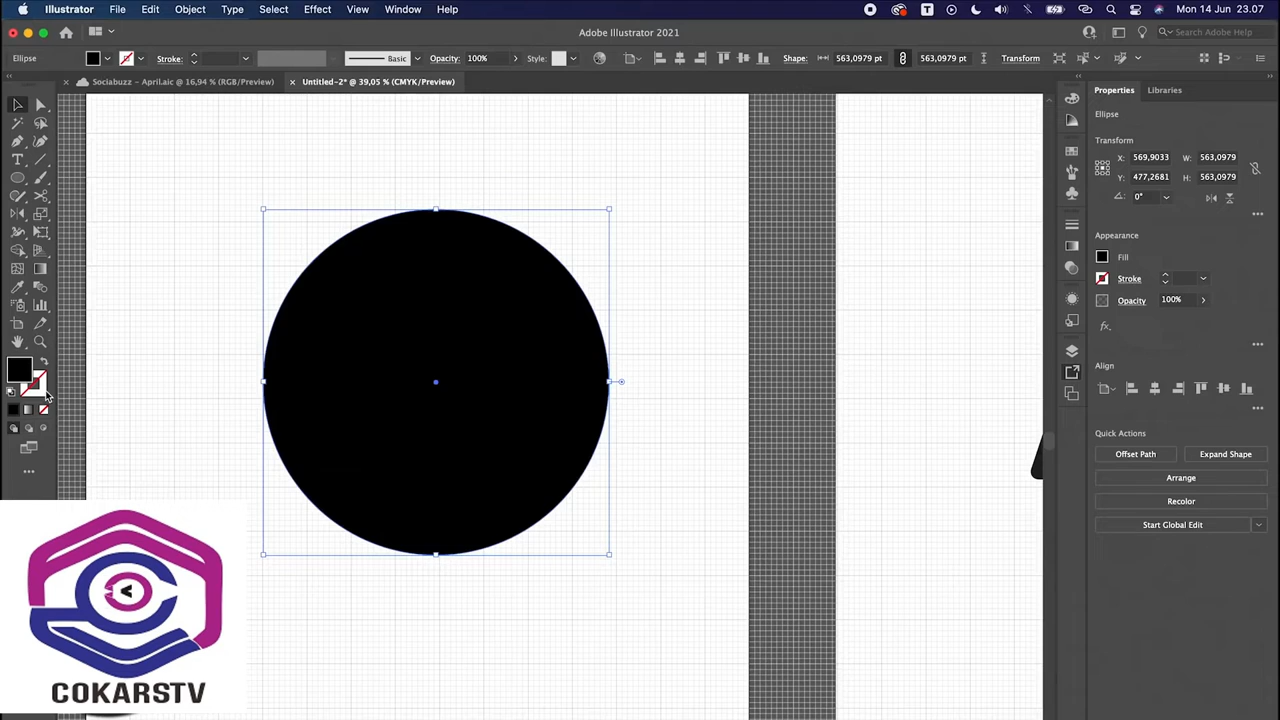 Illustrator File Edit Object Type Select Effect View Window Help Mon 14 Jun 23.07
Adobe Illustrator 2021 Search Adobe Help
Ellipse Stroke: Basic Opacity: 100% Style: Shape: 563,0979 pt 563,0979 pt Transform
× Sociabuzz - April.aic @ 16,94 % (RGB/Preview) × Untitled-2* @ 39,05 % (CMYK/Preview)
Properties Libraries
Ellipse
Transform
X: 569,9033 W: 563,0979
Y: 477,2681 H: 563,0979
0°
Appearance
Fill
Stroke
Opacity 100%
fx.
Align
Quick Actions
Offset Path Expand Shape
Arrange
Recolor
Start Global Edit
COKARSTV